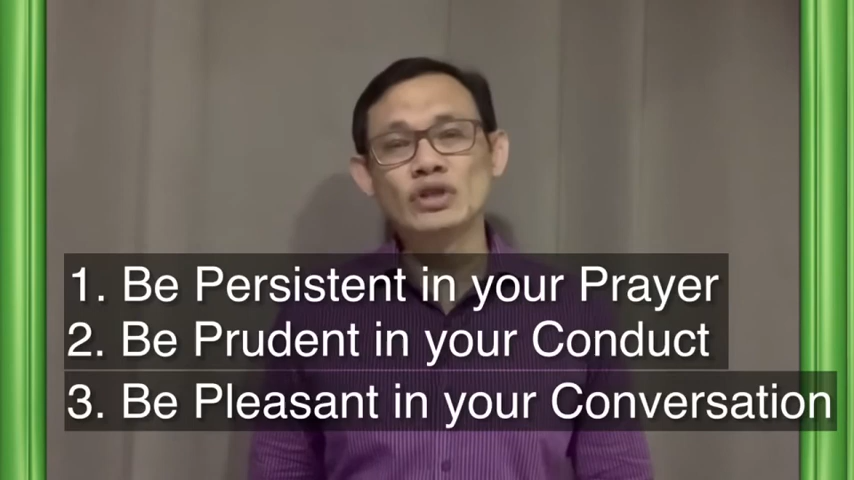 1. Be Persistent in your Prayer
2. Be Prudent in your Conduct
3. Be Pleasant in your Conversation